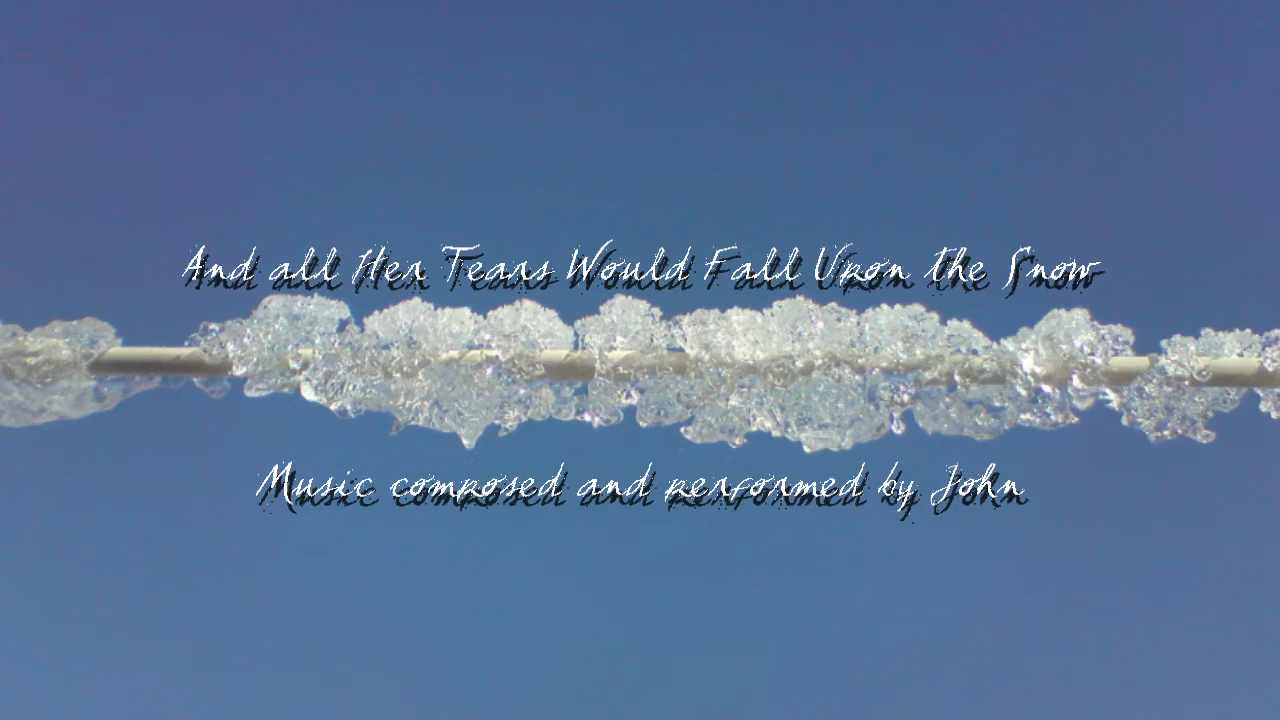 And all Her Tears Would Fall Upon the Snow
Music composed and performed by John